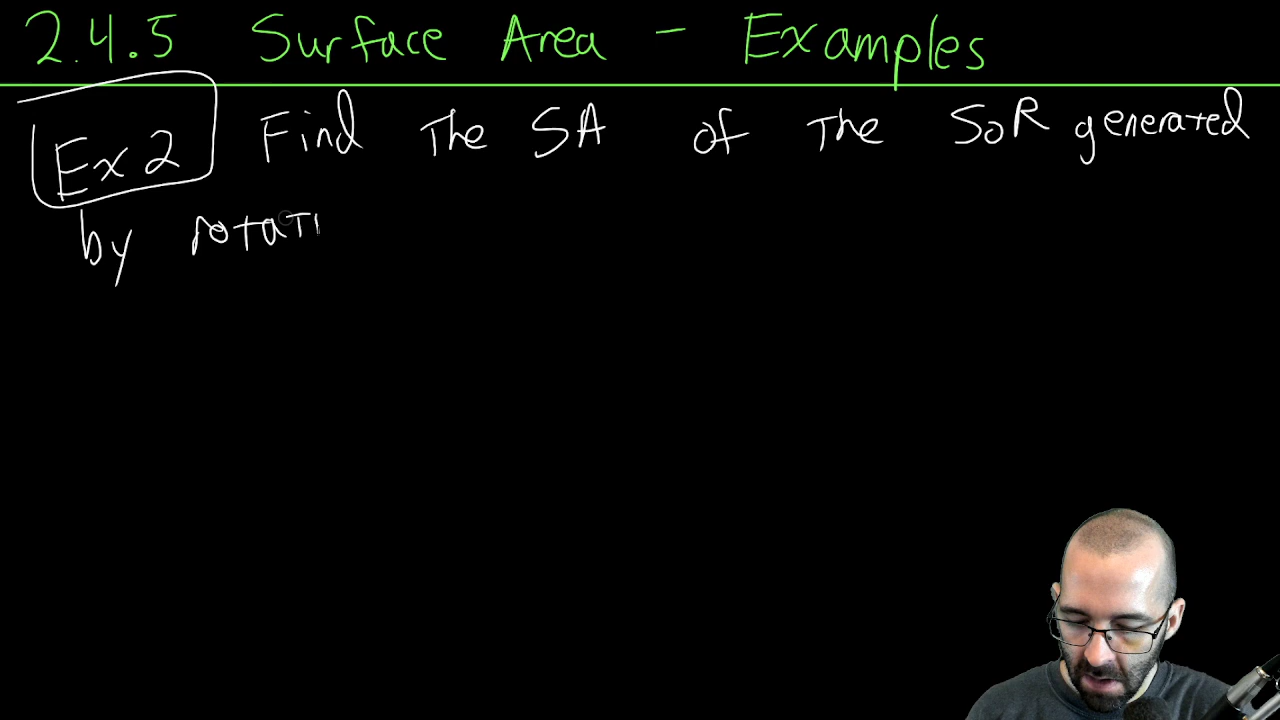 2.4.5 Surface Area - Examples
Ex 2 Find The SA of The SoR generated
by rotati